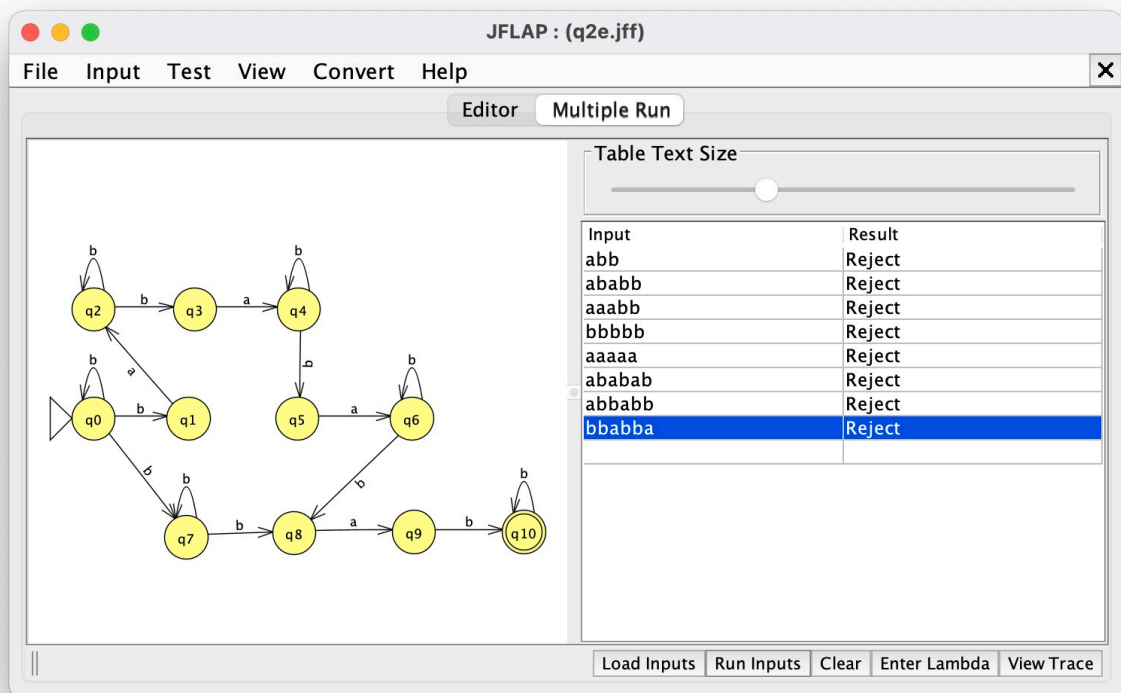 JFLAP : (q2e.jff)
File Input Test View Convert Help
Editor Multiple Run
Table Text Size
Input Result
abb Reject
ababb Reject
aaabb Reject
bbbbb Reject
aaaaa Reject
ababab Reject
abbabb Reject
bbabba Reject
b b
q2 b q3 a q4
a b
b b
q0 b q1 q5 a q6
b b
b b
q7 b q8 a q9 b q10
Load Inputs Run Inputs Clear Enter Lambda View Trace